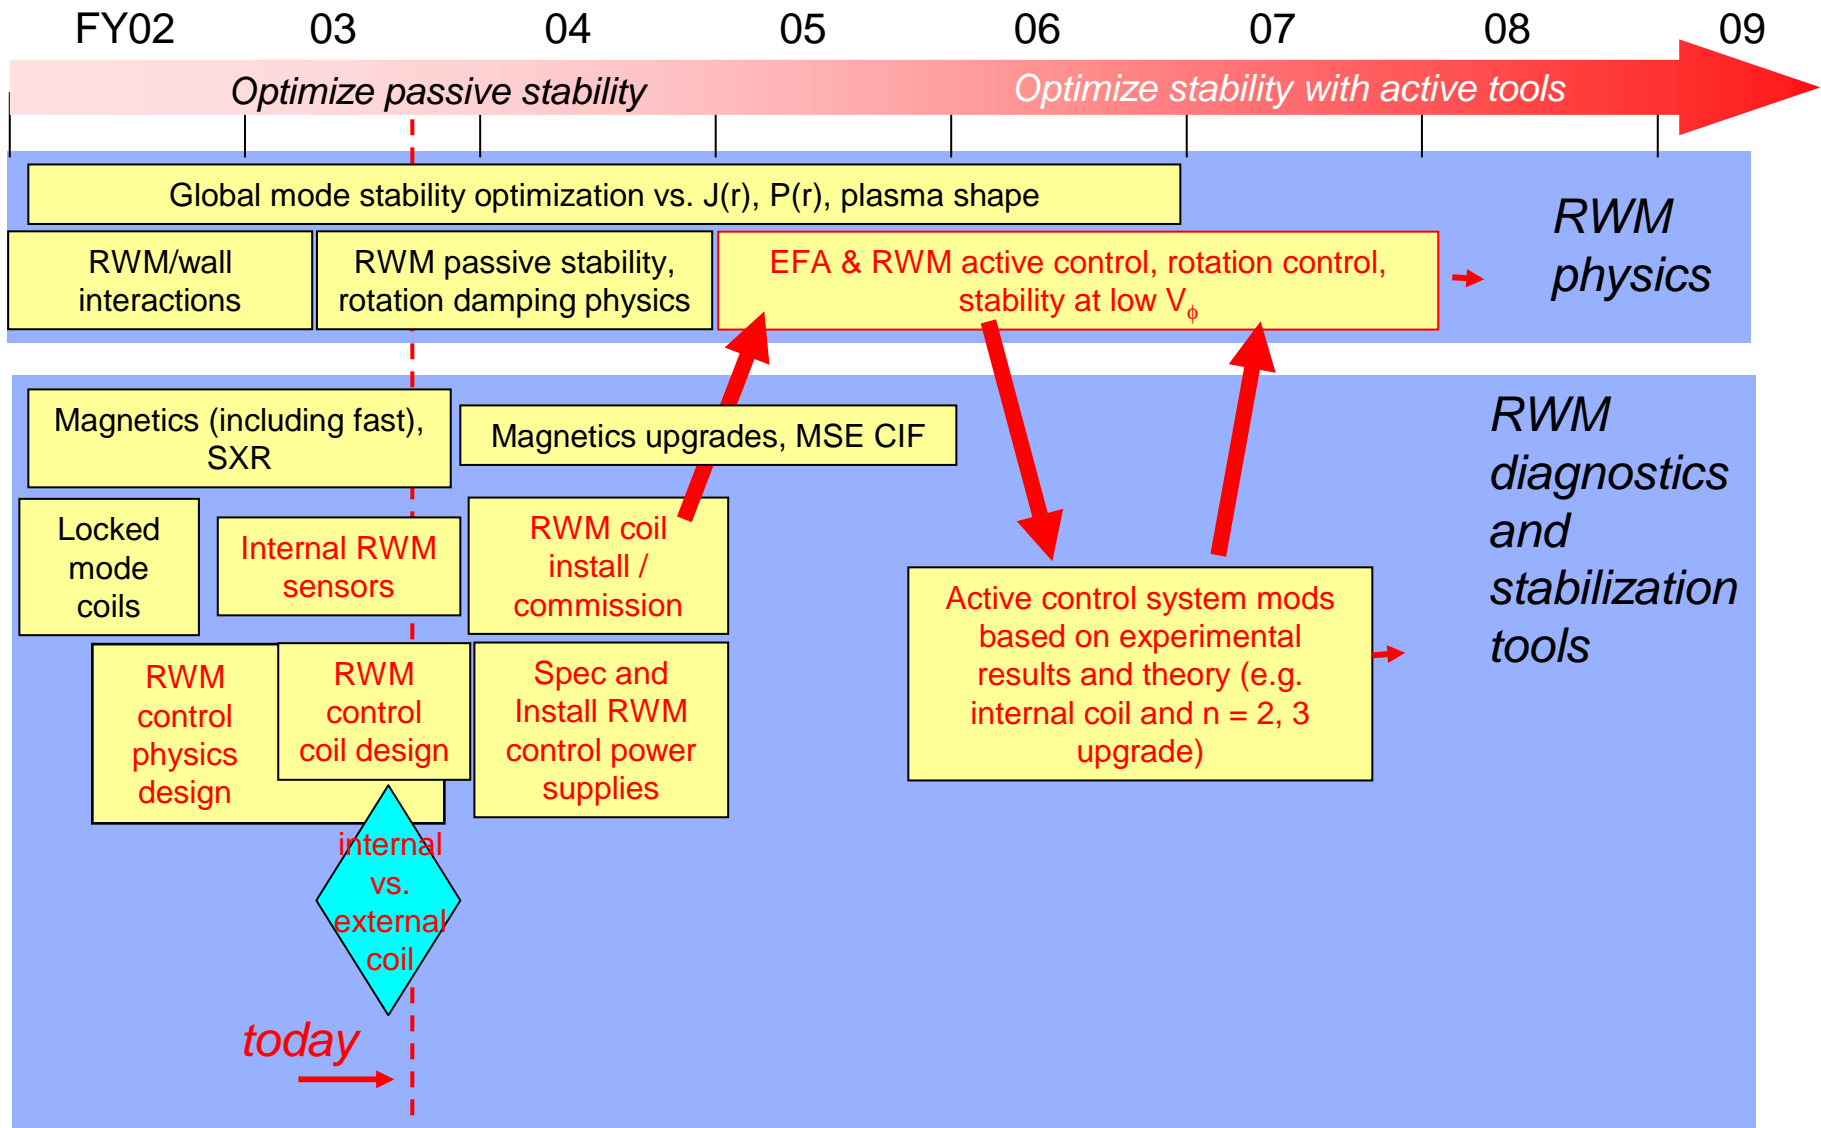 FY02 03 04 05 06 07 08 09
Optimize passive stability
Optimize stability with active tools
Global mode stability optimization vs. J(r), P(r), plasma shape
RWM/wall
interactions
RWM passive stability,
rotation damping physics
EFA & RWM active control, rotation control,
stability at low Vϕ
RWM
physics
Magnetics (including fast),
SXR
Magnetics upgrades, MSE CIF
Locked
mode
coils
Internal RWM
sensors
RWM coil
install /
commission
RWM
control
physics
design
RWM
control
coil design
Spec and
Install RWM
control power
supplies
Active control system mods
based on experimental
results and theory (e.g.
internal coil and n = 2, 3
upgrade)
RWM
diagnostics
and
stabilization
tools
internal
vs.
external
coil
today